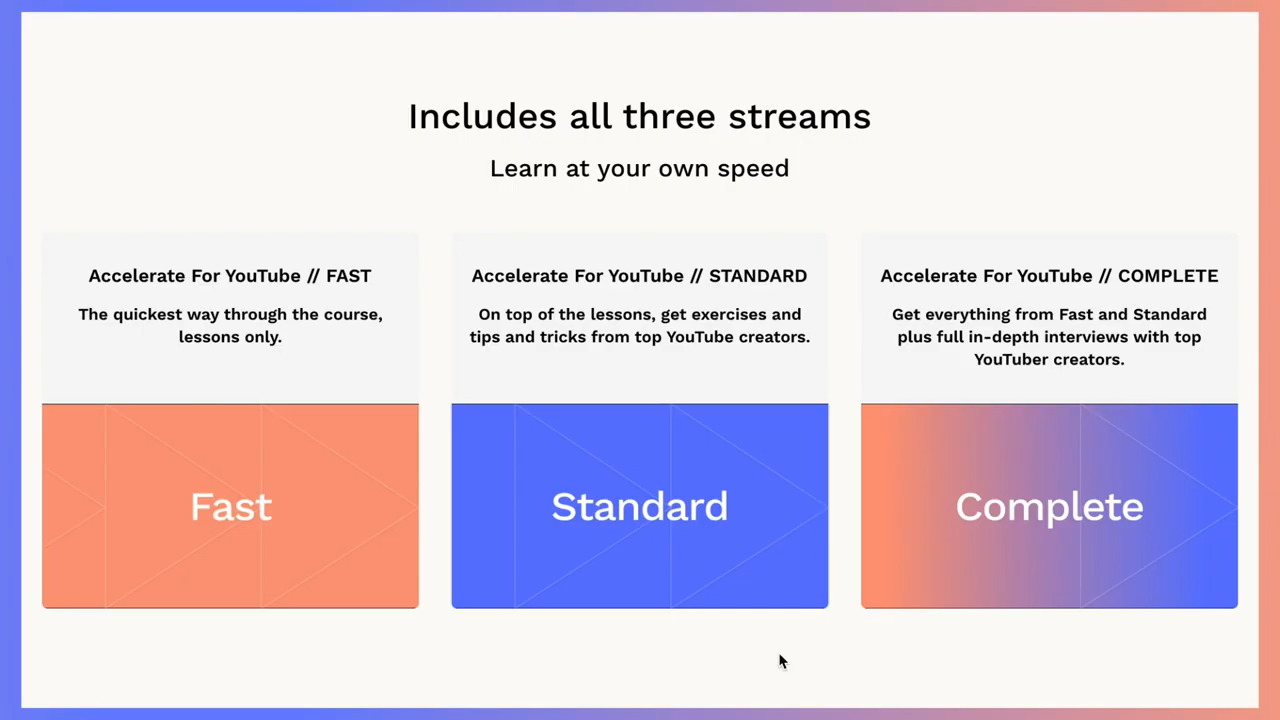 Includes all three streams
Learn at your own speed
Accelerate For YouTube // FAST
The quickest way through the course,
lessons only.
Fast
Accelerate For YouTube // STANDARD
On top of the lessons, get exercises and
tips and tricks from top YouTube creators.
Standard
Accelerate For YouTube // COMPLETE
Get everything from Fast and Standard
plus full in-depth interviews with top
YouTuber creators.
Complete